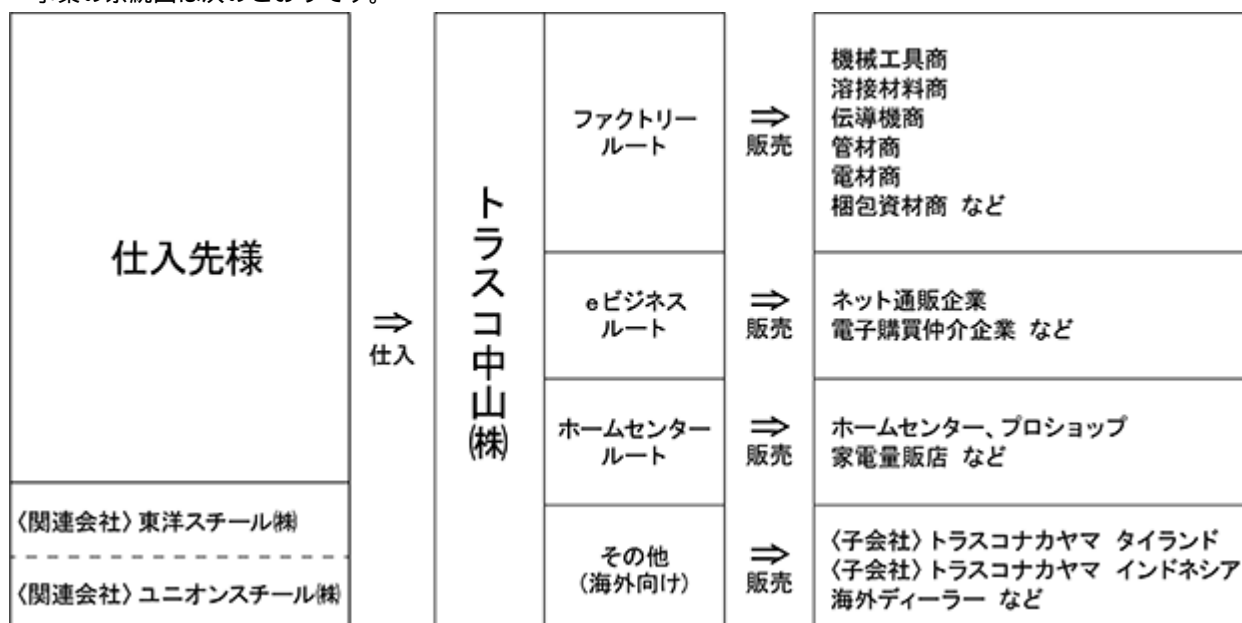 事業の系統図は次のとおりです。
仕入先様
〈関連会社〉東洋スチール㈱
〈関連会社〉ユニオンスチール㈱
⇒
仕入
トラスコ中山㈱
ファクトリー
ルート
⇒
販売
機械工具商
溶接材料商
伝導機商
管材商
電材商
梱包資材商 など
eビジネス
ルート
⇒
販売
ネット通販企業
電子購買仲介企業 など
ホームセンター
ルート
⇒
販売
ホームセンター、プロショップ
家電量販店 など
その他
(海外向け)
⇒
販売
〈子会社〉トラスコナカヤマ タイランド
〈子会社〉トラスコナカヤマ インドネシア
海外ディーラー など